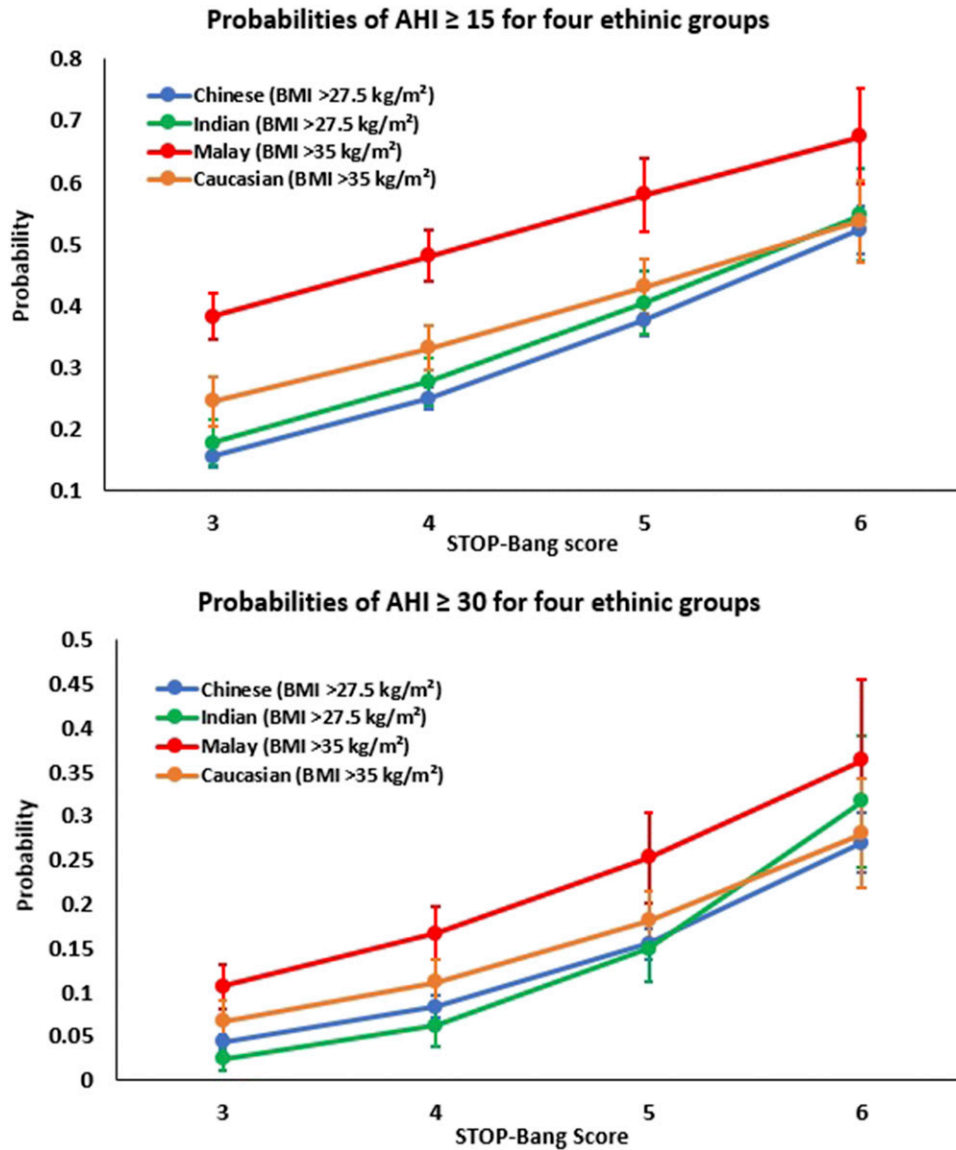 Probabilities of AHI ≥ 15 for four ethinic groups
0.8
0.7
0.6
0.5
0.4
0.3
0.2
0.1
Probability
Chinese (BMI >27.5 kg/m²)
Indian (BMI >27.5 kg/m²)
Malay (BMI >35 kg/m²)
Caucasian (BMI >35 kg/m²)
3 4 5 6
STOP-Bang score
Probabilities of AHI ≥ 30 for four ethinic groups
0.5
0.45
0.4
0.35
0.3
0.25
0.2
0.15
0.1
0.05
0
Probability
Chinese (BMI >27.5 kg/m²)
Indian (BMI >27.5 kg/m²)
Malay (BMI >35 kg/m²)
Caucasian (BMI >35 kg/m²)
3 4 5 6
STOP-Bang Score